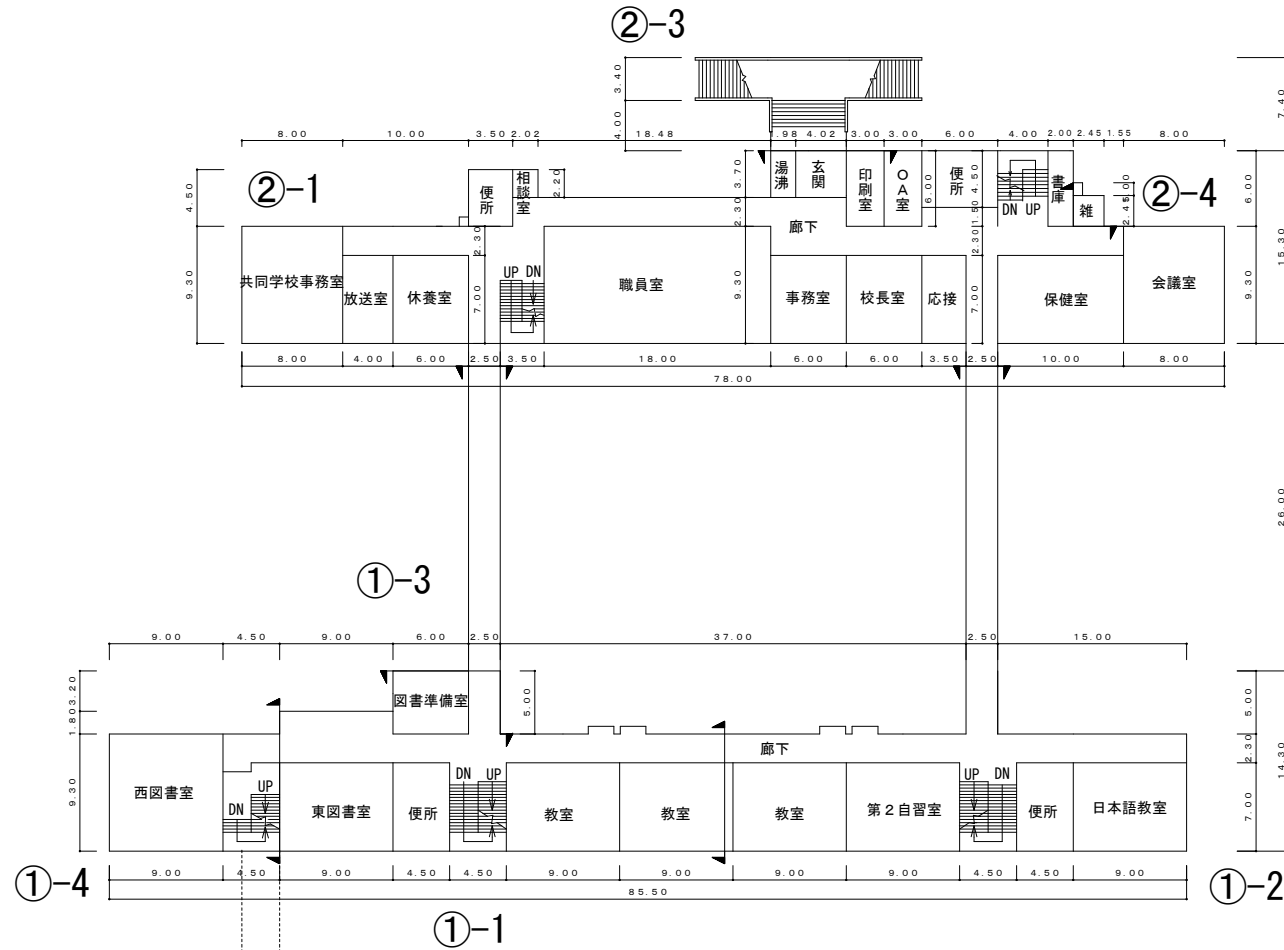 ②-3
3.40
4.00
7.40
8.00 10.00 3.50 2.02 18.48 1.98 4.02 3.00 3.00 6.00 4.00 2.00 2.45 1.55 8.00
②-1
4.50
便所
相談室
2.20
3.70
2.30
湯沸
玄関
印刷室
OA室
6.00
便所
4.50
1.50
DN UP
書庫
雑
2.45
②-4
6.00
15.30
廊下
9.30
共同学校事務室
放送室
休養室
2.30
7.00
UP DN
職員室
9.30
事務室
校長室
応接
2.30
7.00
保健室
会議室
9.30
8.00 4.00 6.00 2.50 3.50 18.00 6.00 6.00 3.50 2.50 10.00 8.00
78.00
26.00
①-3
9.00 4.50 9.00 6.00 2.50 37.00 2.50 15.00
3.20
1.80
図書準備室
5.00
5.00
廊下
2.30
14.30
9.30
西図書室
DN UP
東図書室
便所
DN UP
教室
教室
教室
第2自習室
UP DN
便所
日本語教室
7.00
①-4
9.00 4.50 9.00 4.50 4.50 9.00 9.00 9.00 9.00 4.50 4.50 9.00
①-2
85.50
①-1